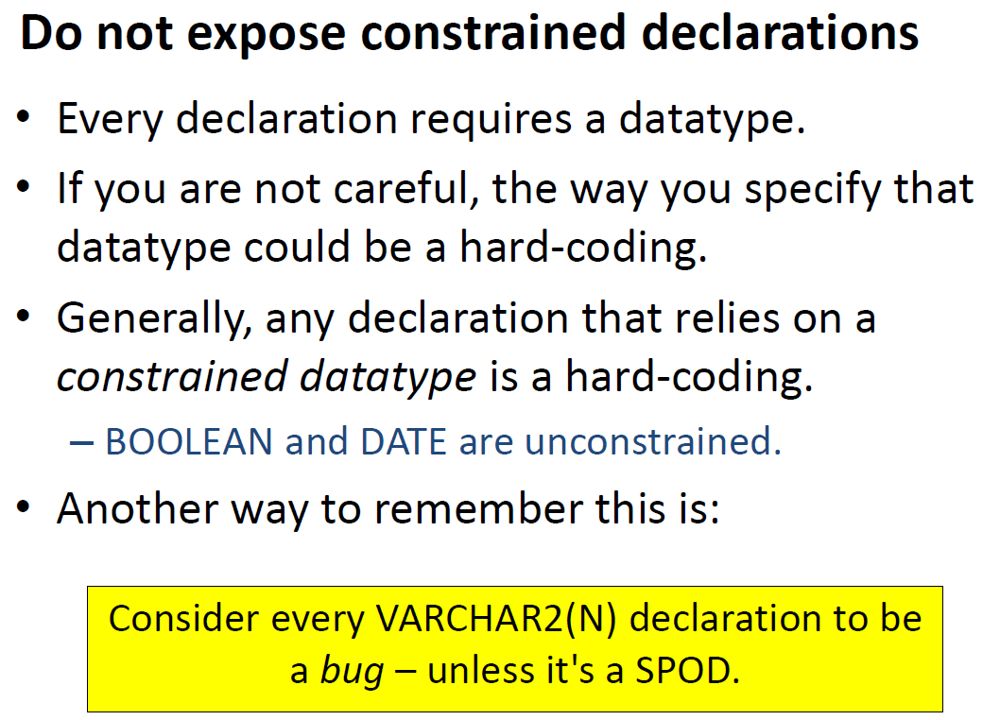 Do not expose constrained declarations
• Every declaration requires a datatype.
• If you are not careful, the way you specify that
datatype could be a hard-coding.
• Generally, any declaration that relies on a
constrained datatype is a hard-coding.
– BOOLEAN and DATE are unconstrained.
• Another way to remember this is:
Consider every VARCHAR2(N) declaration to be
a bug – unless it's a SPOD.